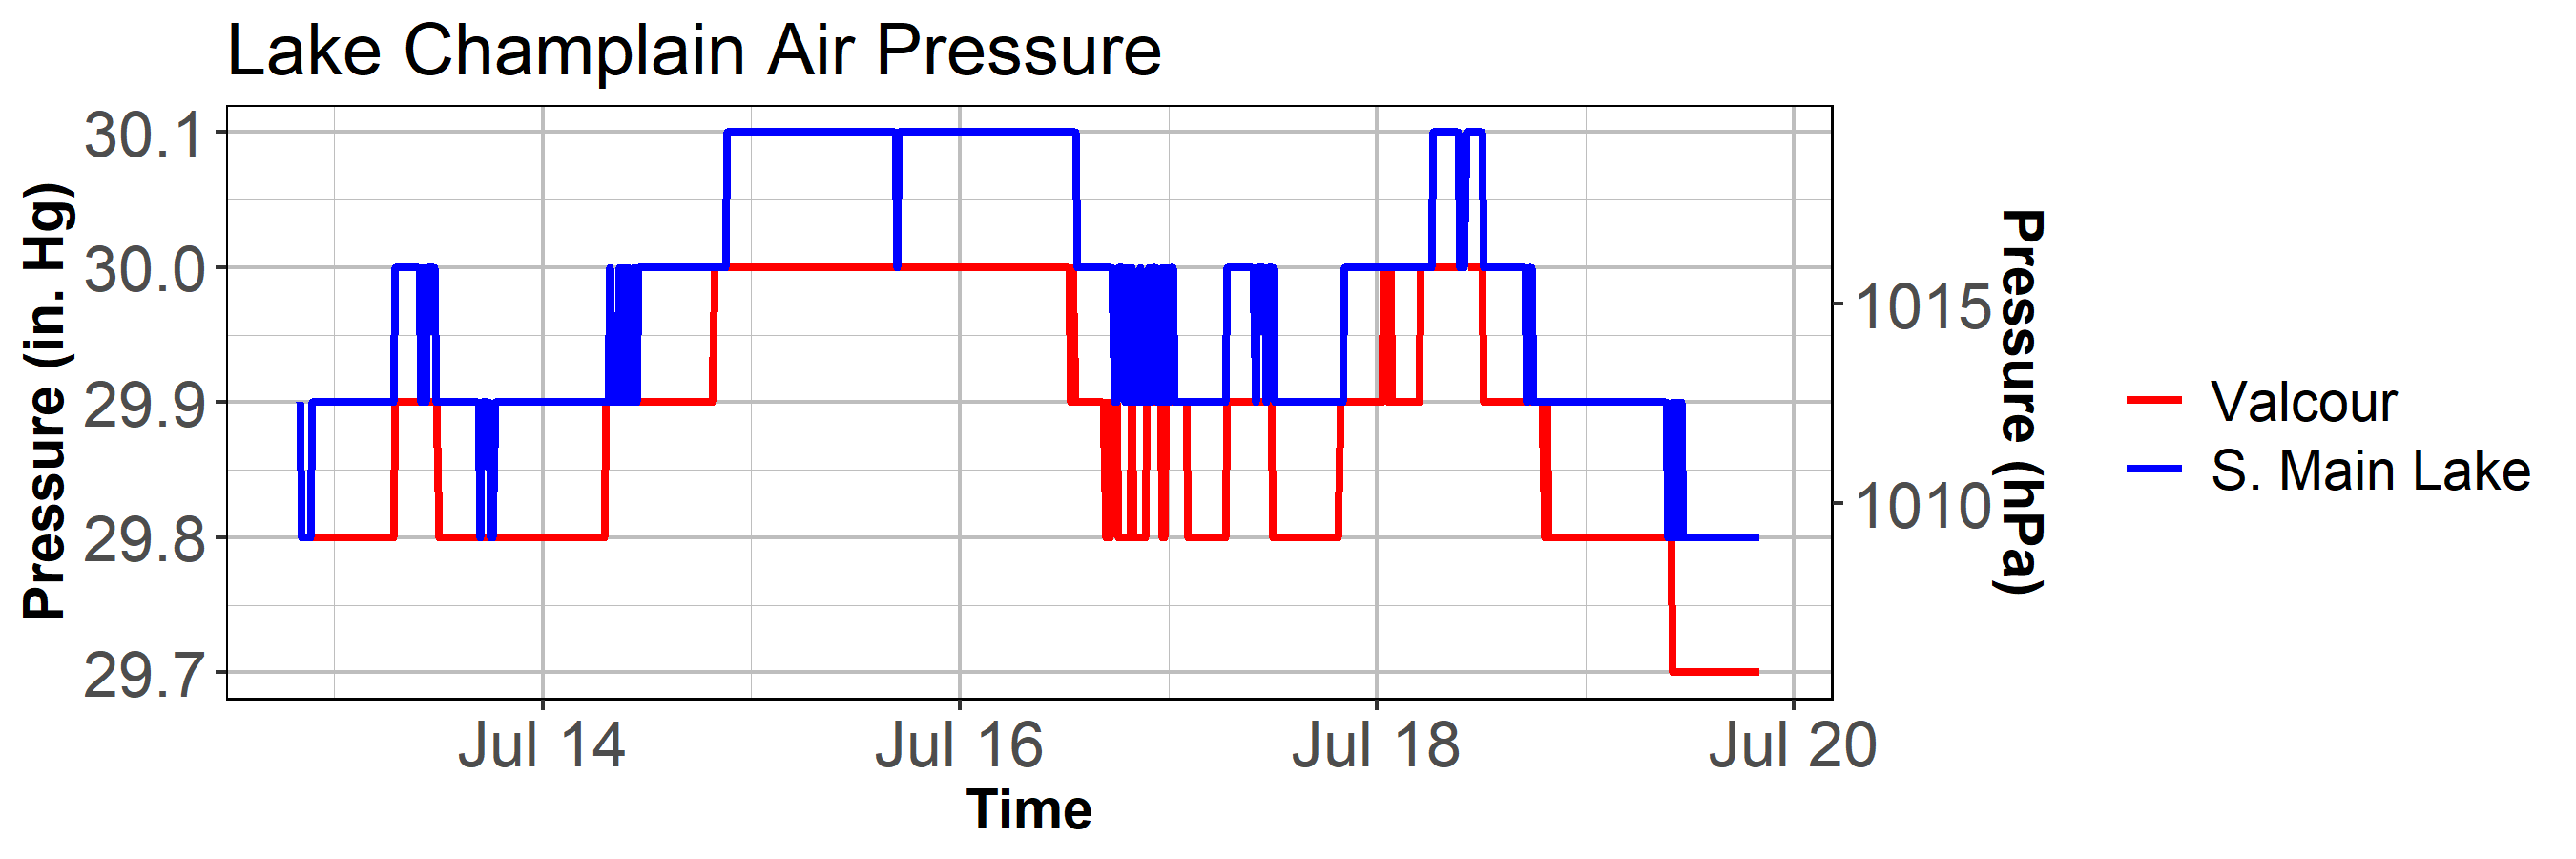 Lake Champlain Air Pressure
Pressure (in. Hg)
30.1
30.0
29.9
29.8
29.7
Jul 14
Jul 16
Jul 18
Jul 20
Time
1015
1010
Pressure (hPa)
Valcour
S. Main Lake